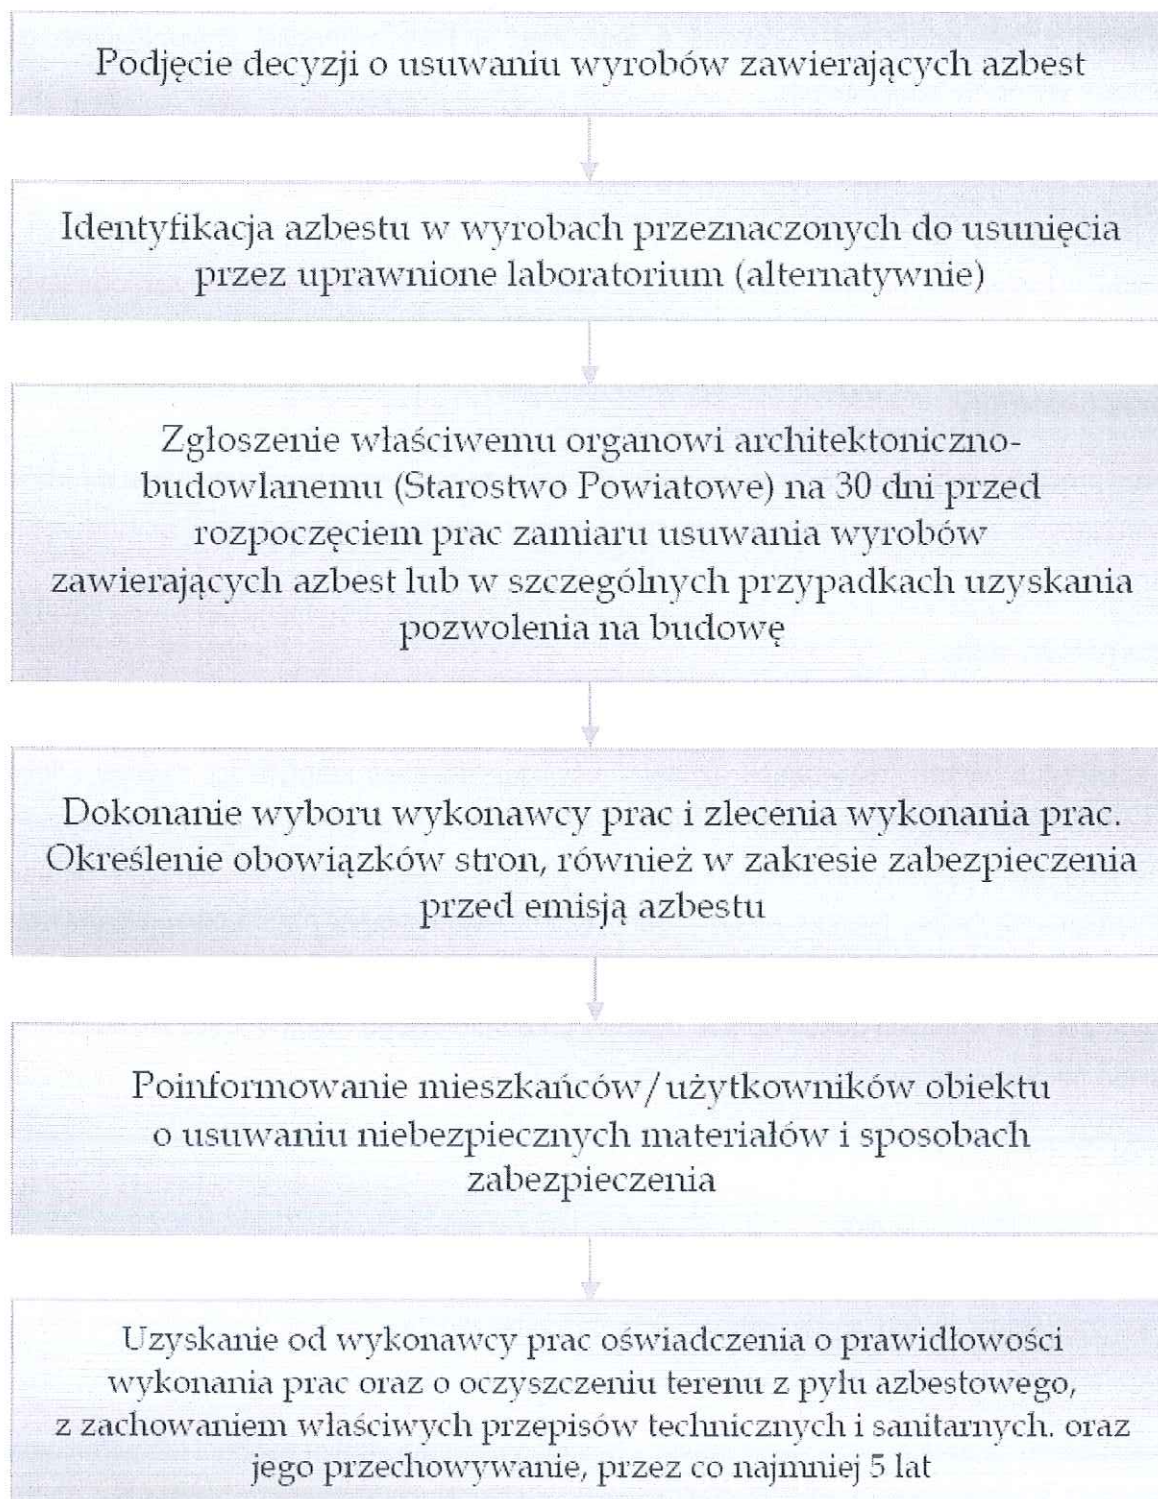 Podjęcie decyzji o usuwaniu wyrobów zawierających azbest
Identyfikacja azbestu w wyrobach przeznaczonych do usunięcia
przez uprawnione laboratorium (alternatywnie)
Zgłoszenie właściwemu organowi architektoniczno-
budowlanemu (Starostwo Powiatowe) na 30 dni przed
rozpoczęciem prac zamiaru usuwania wyrobów
zawierających azbest lub w szczególnych przypadkach uzyskania
pozwolenia na budowę
Dokonanie wyboru wykonawcy prac i zlecenia wykonania prac.
Określenie obowiązków stron, również w zakresie zabezpieczenia
przed emisją azbestu
Poinformowanie mieszkańców/użytkowników obiektu
o usuwaniu niebezpiecznych materiałów i sposobach
zabezpieczenia
Uzyskanie od wykonawcy prac oświadczenia o prawidłowości
wykonania prac oraz o oczyszczeniu terenu z pyłu azbestowego,
z zachowaniem właściwych przepisów technicznych i sanitarnych. oraz
jego przechowywanie, przez co najmniej 5 lat